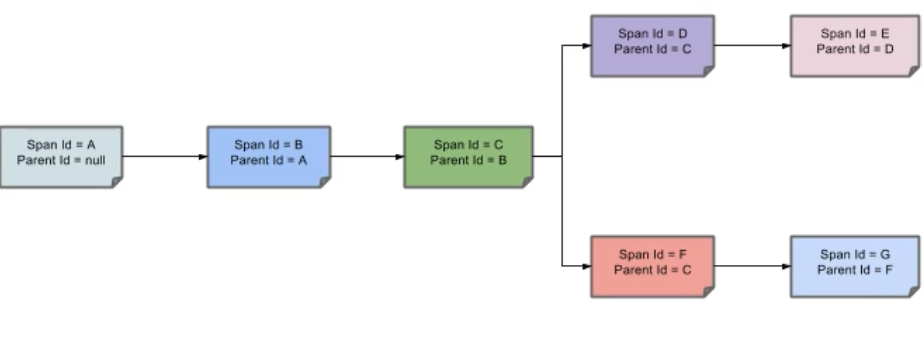 Span Id = A
Parent Id = null
Span Id = B
Parent Id = A
Span Id = C
Parent Id = B
Span Id = D
Parent Id = C
Span Id = E
Parent Id = D
Span Id = F
Parent Id = C
Span Id = G
Parent Id = F